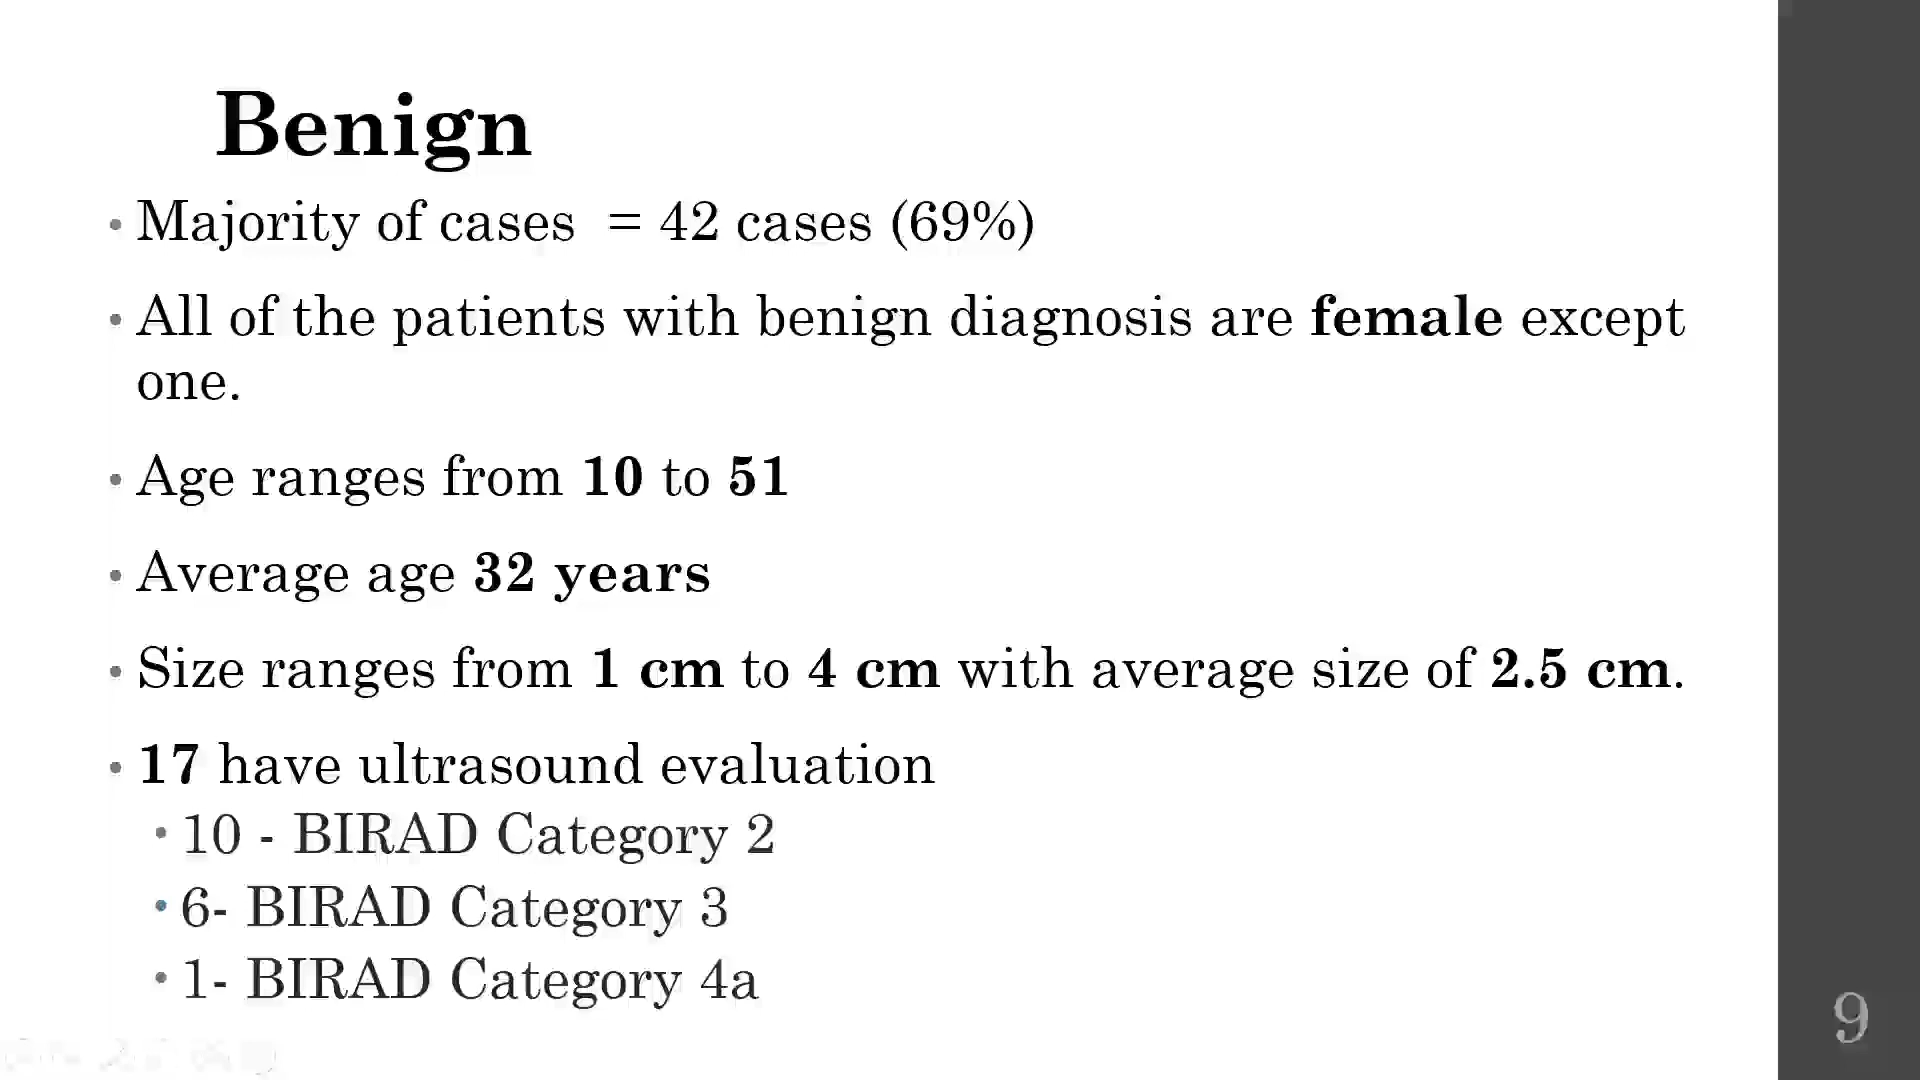 Benign
• Majority of cases  = 42 cases (69%)
• All of the patients with benign diagnosis are female except
one.
• Age ranges from 10 to 51
• Average age 32 years
• Size ranges from 1 cm to 4 cm with average size of 2.5 cm.
• 17 have ultrasound evaluation
• 10 - BIRAD Category 2
• 6- BIRAD Category 3
• 1- BIRAD Category 4a
9